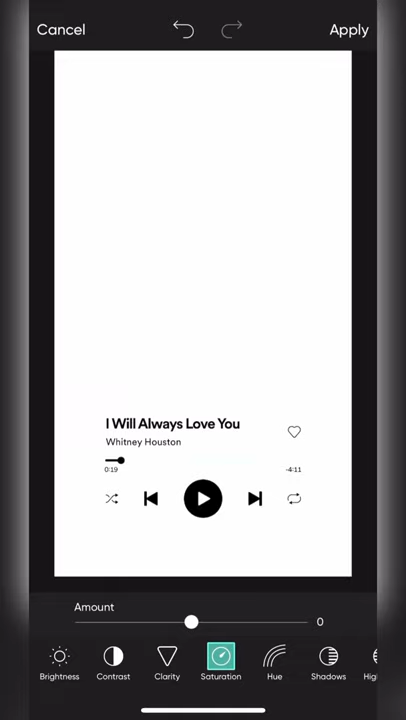 Cancel
Apply
I Will Always Love You
Whitney Houston
0:19
-4:11
Amount
0
Brightness
Contrast
Clarity
Saturation
Hue
Shadows
Hig